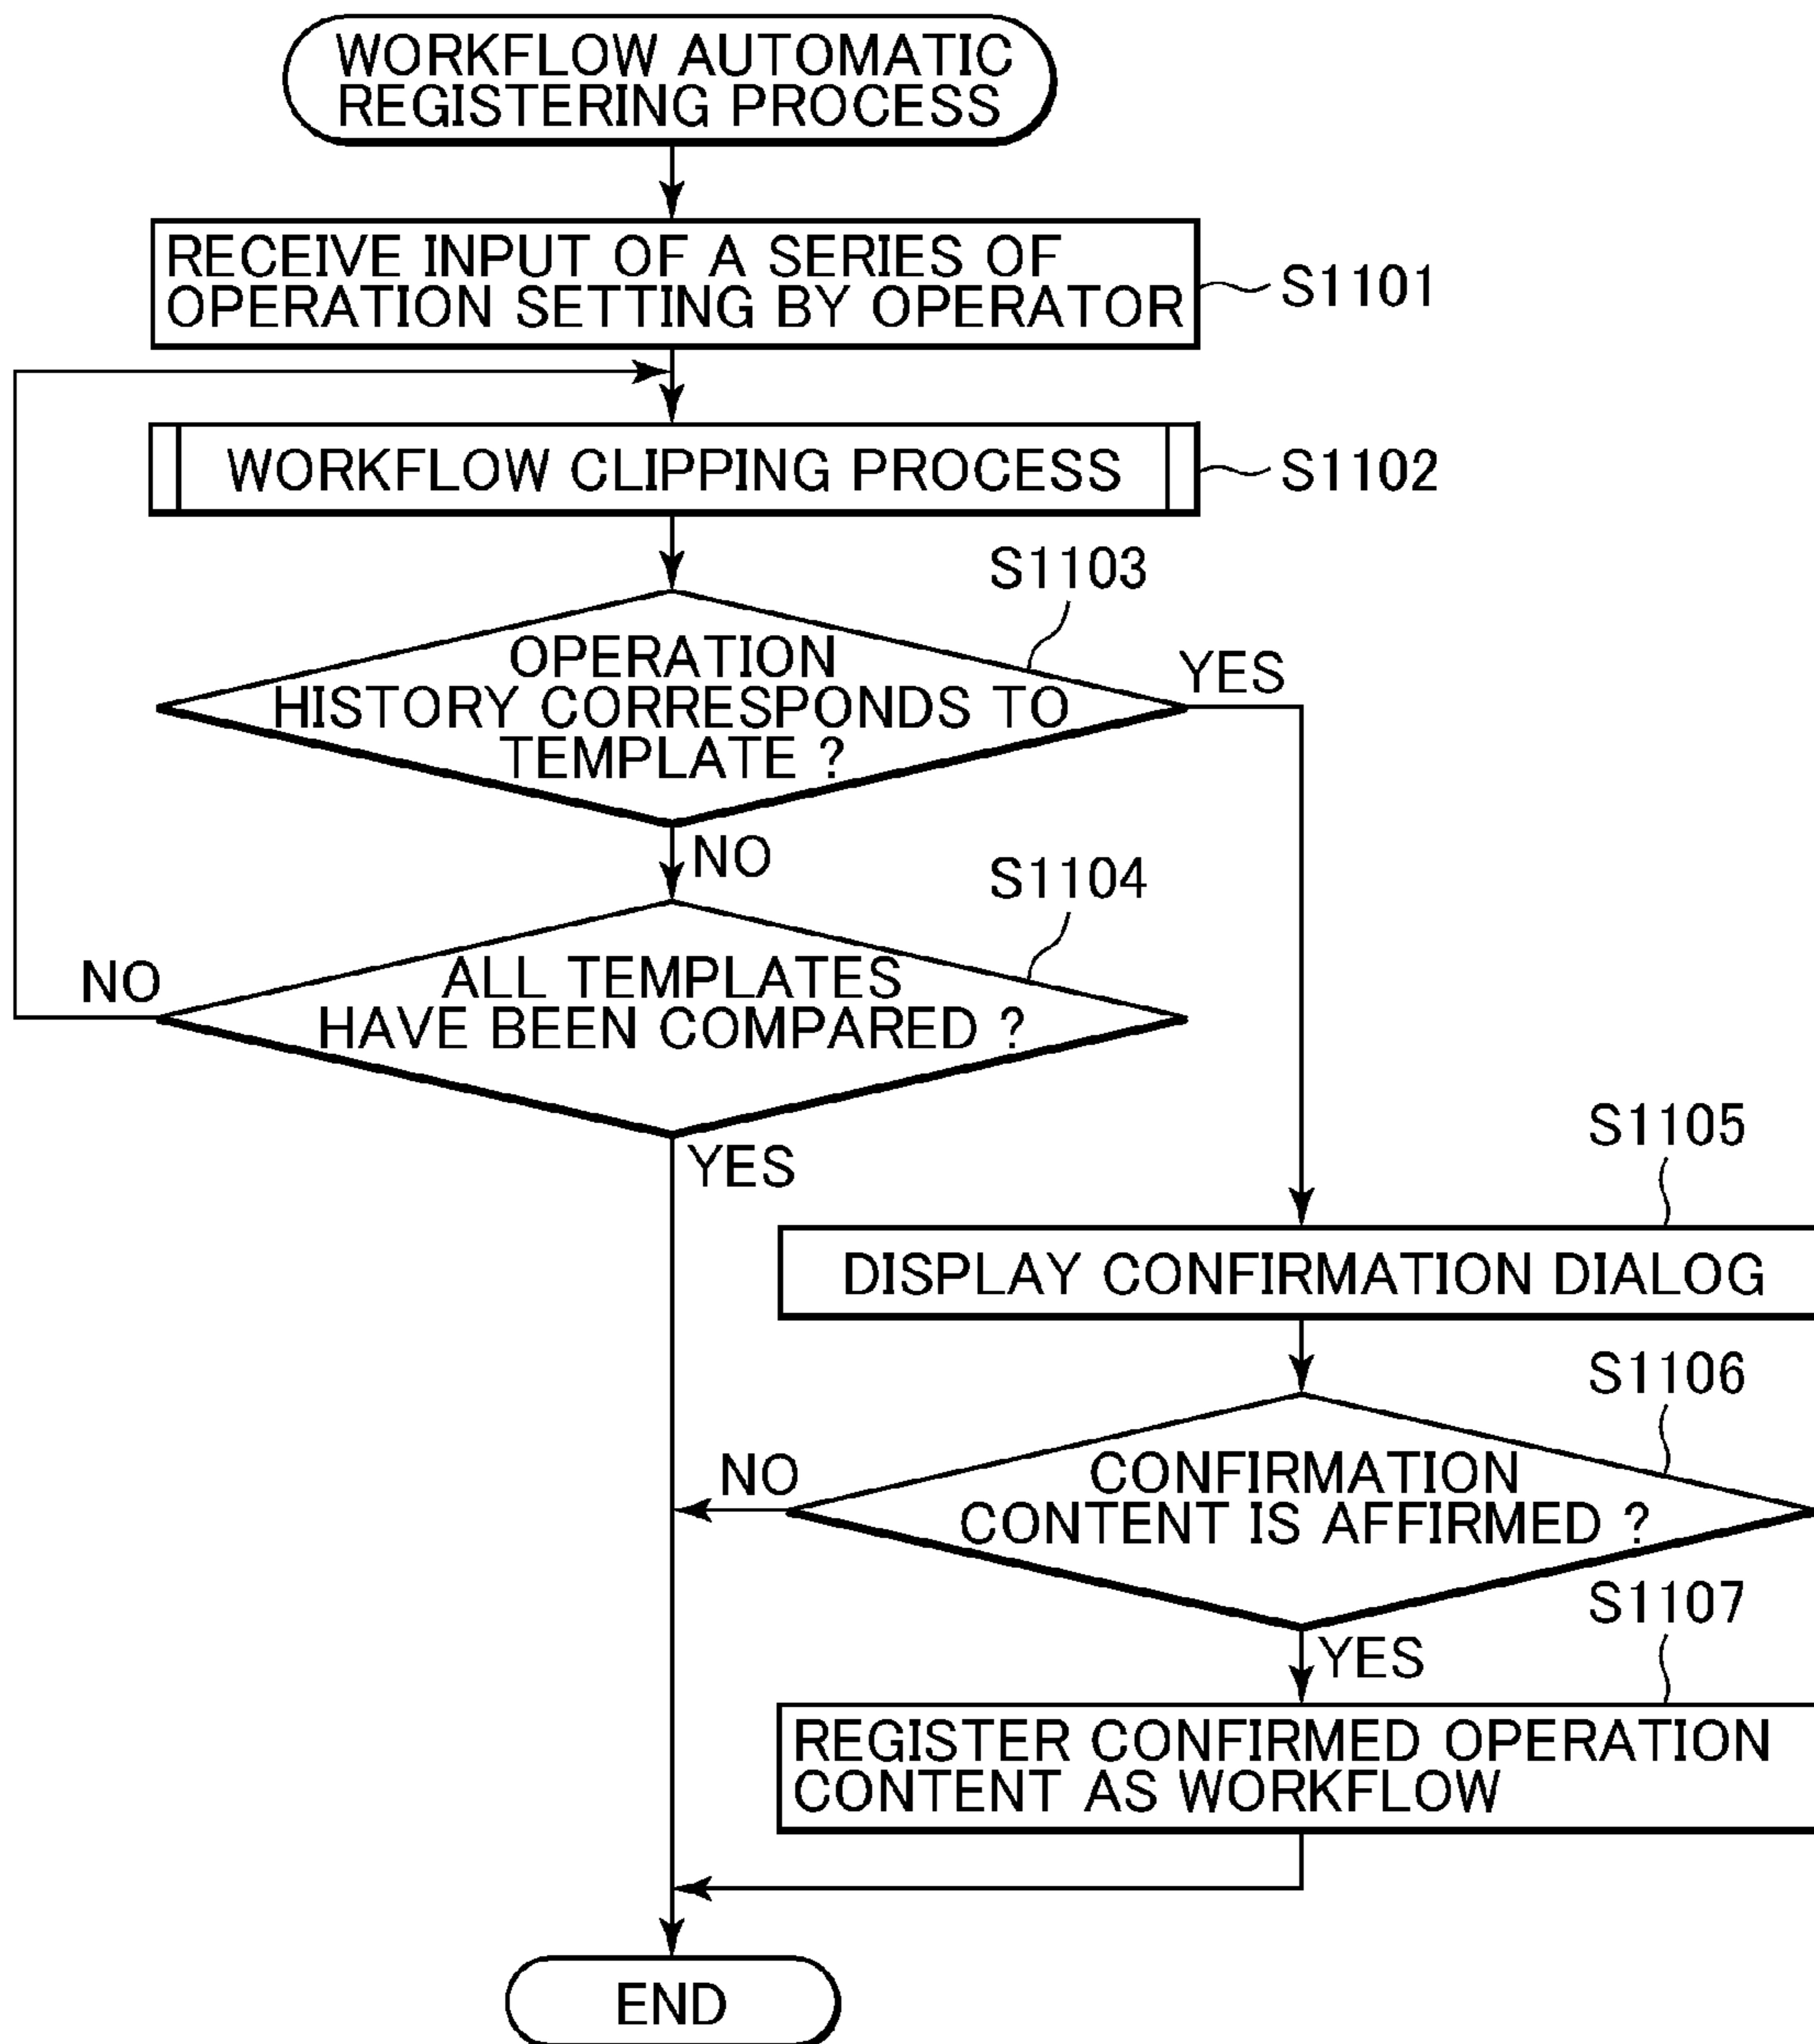 WORKFLOW AUTOMATIC
REGISTERING PROCESS
RECEIVE INPUT OF A SERIES OF
OPERATION SETTING BY OPERATOR
S1101
WORKFLOW CLIPPING PROCESS
S1102
S1103
OPERATION
HISTORY CORRESPONDS TO
TEMPLATE ?
YES
NO
S1104
ALL TEMPLATES
HAVE BEEN COMPARED ?
NO
YES
S1105
DISPLAY CONFIRMATION DIALOG
S1106
CONFIRMATION
CONTENT IS AFFIRMED ?
NO
YES
S1107
REGISTER CONFIRMED OPERATION
CONTENT AS WORKFLOW
END